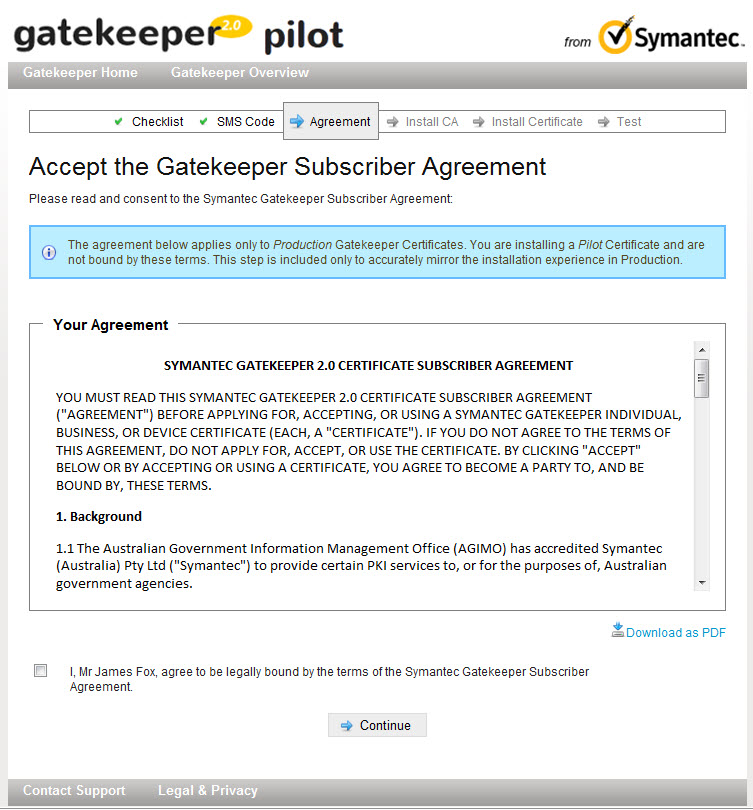 gatekeeper 2.0 pilot
from Symantec.
Gatekeeper Home Gatekeeper Overview
Checklist SMS Code Agreement Install CA Install Certificate Test
Accept the Gatekeeper Subscriber Agreement
Please read and consent to the Symantec Gatekeeper Subscriber Agreement:
The agreement below applies only to Production Gatekeeper Certificates. You are installing a Pilot Certificate and are
not bound by these terms. This step is included only to accurately mirror the installation experience in Production.
Your Agreement
SYMANTEC GATEKEEPER 2.0 CERTIFICATE SUBSCRIBER AGREEMENT
YOU MUST READ THIS SYMANTEC GATEKEEPER 2.0 CERTIFICATE SUBSCRIBER AGREEMENT
("AGREEMENT") BEFORE APPLYING FOR, ACCEPTING, OR USING A SYMANTEC GATEKEEPER INDIVIDUAL,
BUSINESS, OR DEVICE CERTIFICATE (EACH, A "CERTIFICATE"). IF YOU DO NOT AGREE TO THE TERMS OF
THIS AGREEMENT, DO NOT APPLY FOR, ACCEPT, OR USE THE CERTIFICATE. BY CLICKING "ACCEPT"
BELOW OR BY ACCEPTING OR USING A CERTIFICATE, YOU AGREE TO BECOME A PARTY TO, AND BE
BOUND BY, THESE TERMS.
1. Background
1.1 The Australian Government Information Management Office (AGIMO) has accredited Symantec
(Australia) Pty Ltd ("Symantec") to provide certain PKI services to, or for the purposes of, Australian
government agencies.
Download as PDF
I, Mr James Fox, agree to be legally bound by the terms of the Symantec Gatekeeper Subscriber
Agreement.
Continue
Contact Support Legal & Privacy